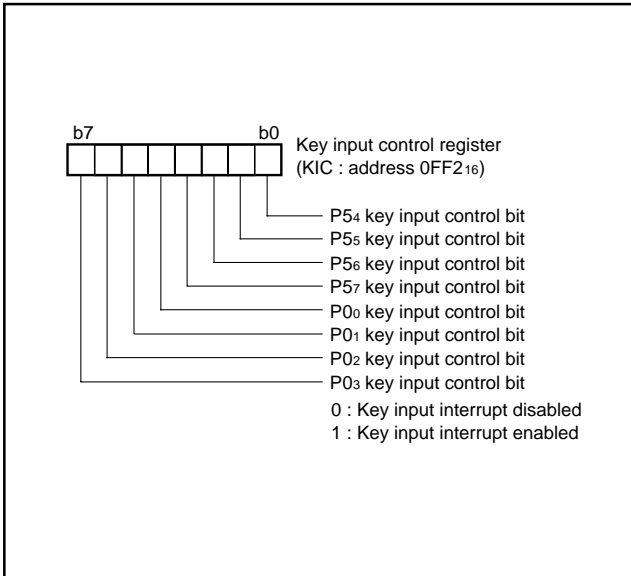 b7 b0
Key input control register
(KIC : address 0FF2₁₆)
P5₄ key input control bit
P5₅ key input control bit
P5₆ key input control bit
P5₇ key input control bit
P0₀ key input control bit
P0₁ key input control bit
P0₂ key input control bit
P0₃ key input control bit
0 : Key input interrupt disabled
1 : Key input interrupt enabled